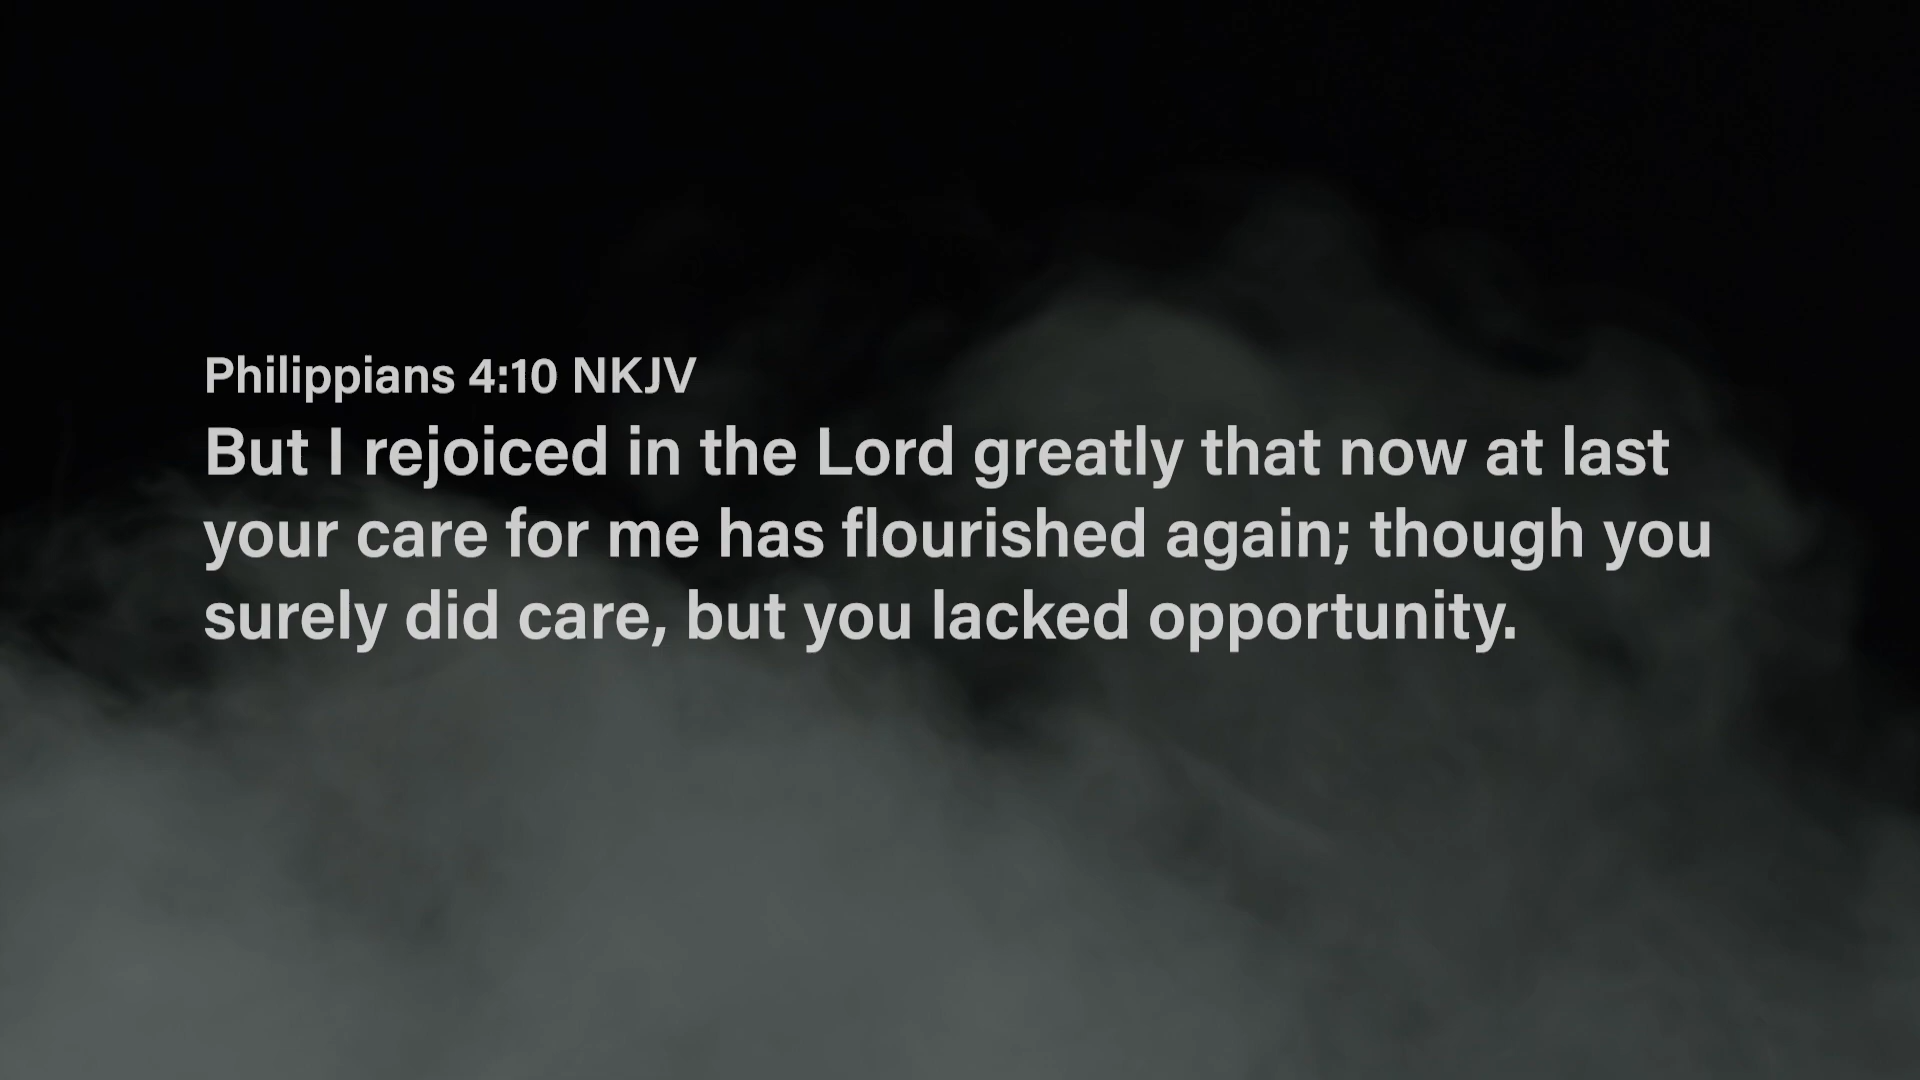 Philippians 4:10 NKJV
But I rejoiced in the Lord greatly that now at last
your care for me has flourished again; though you
surely did care, but you lacked opportunity.